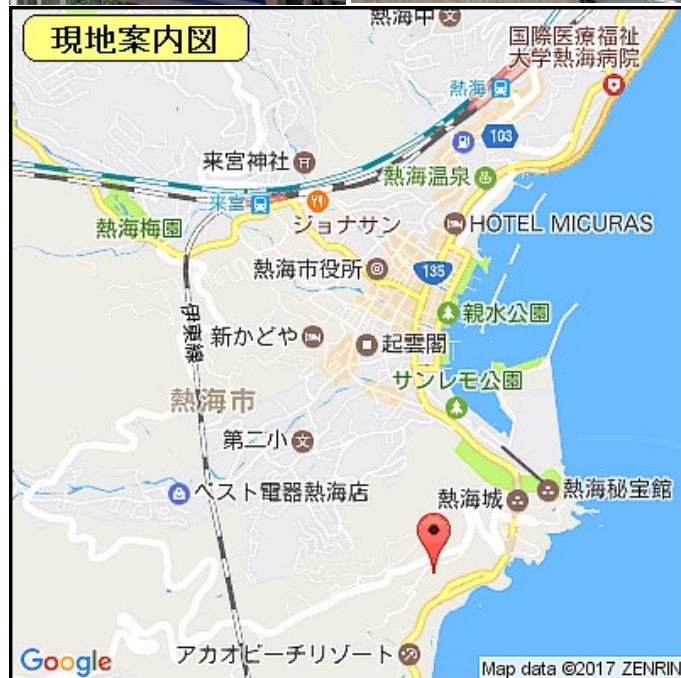 現地案内図
熱海中
国際医療福祉
大学熱海病院
熱海
103
来宮神社
熱海温泉
来宮
熱海梅園
ジョナサン
HOTEL MICURAS
熱海市役所
135
親水公園
伊東線
新かどや
起雲閣
サンレモ公園
熱海市
第二小
ベスト電器熱海店
熱海城
熱海秘宝館
アカオビーチリゾート
Google
Map data ©2017 ZENRIN